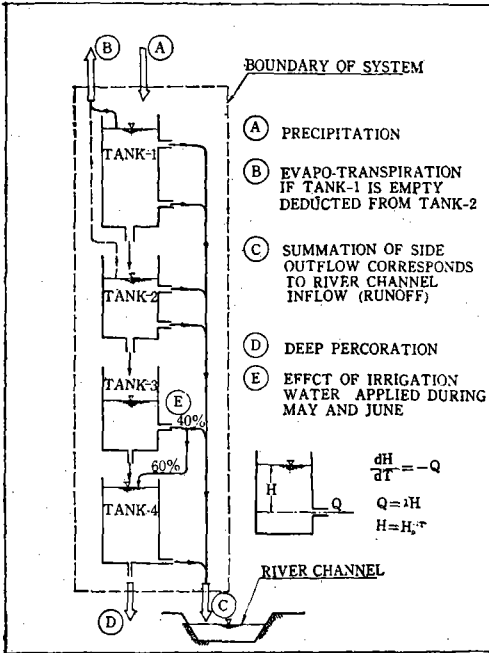 B
A
BOUNDARY OF SYSTEM
TANK-1
A PRECIPITATION
B EVAPO-TRANSPIRATION
IF TANK-1 IS EMPTY
DEDUCTED FROM TANK-2
TANK-2
C SUMMATION OF SIDE
OUTFLOW CORRESPONDS
TO RIVER CHANNEL
INFLOW (RUNOFF)
D DEEP PERCORATION
TANK-3
E
E EFFCT OF IRRIGATION
WATER APPLIED DURING
MAY AND JUNE
40%
60%
TANK-4
H
Q
dH
dT = -Q
Q=λH
RIVER CHANNEL
D
C